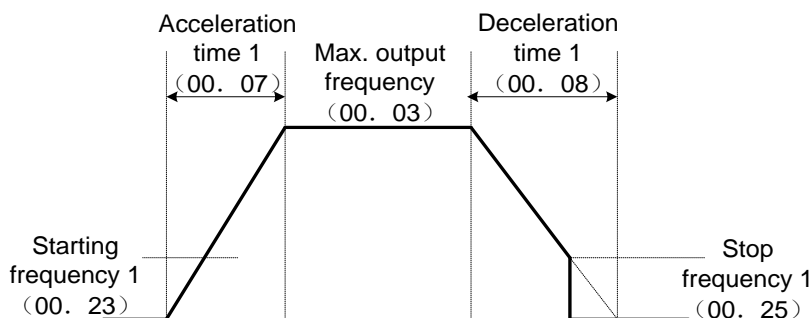 Acceleration
time 1
（00．07）
Max. output
frequency
（00．03）
Deceleration
time 1
（00．08）
Starting
frequency 1
（00．23）
Stop
frequency 1
（00．25）